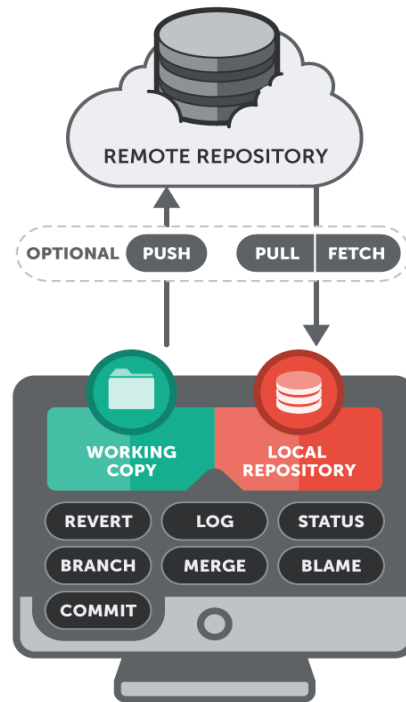 REMOTE REPOSITORY
OPTIONAL PUSH PULL FETCH
WORKING COPY
LOCAL REPOSITORY
REVERT LOG STATUS
BRANCH MERGE BLAME
COMMIT